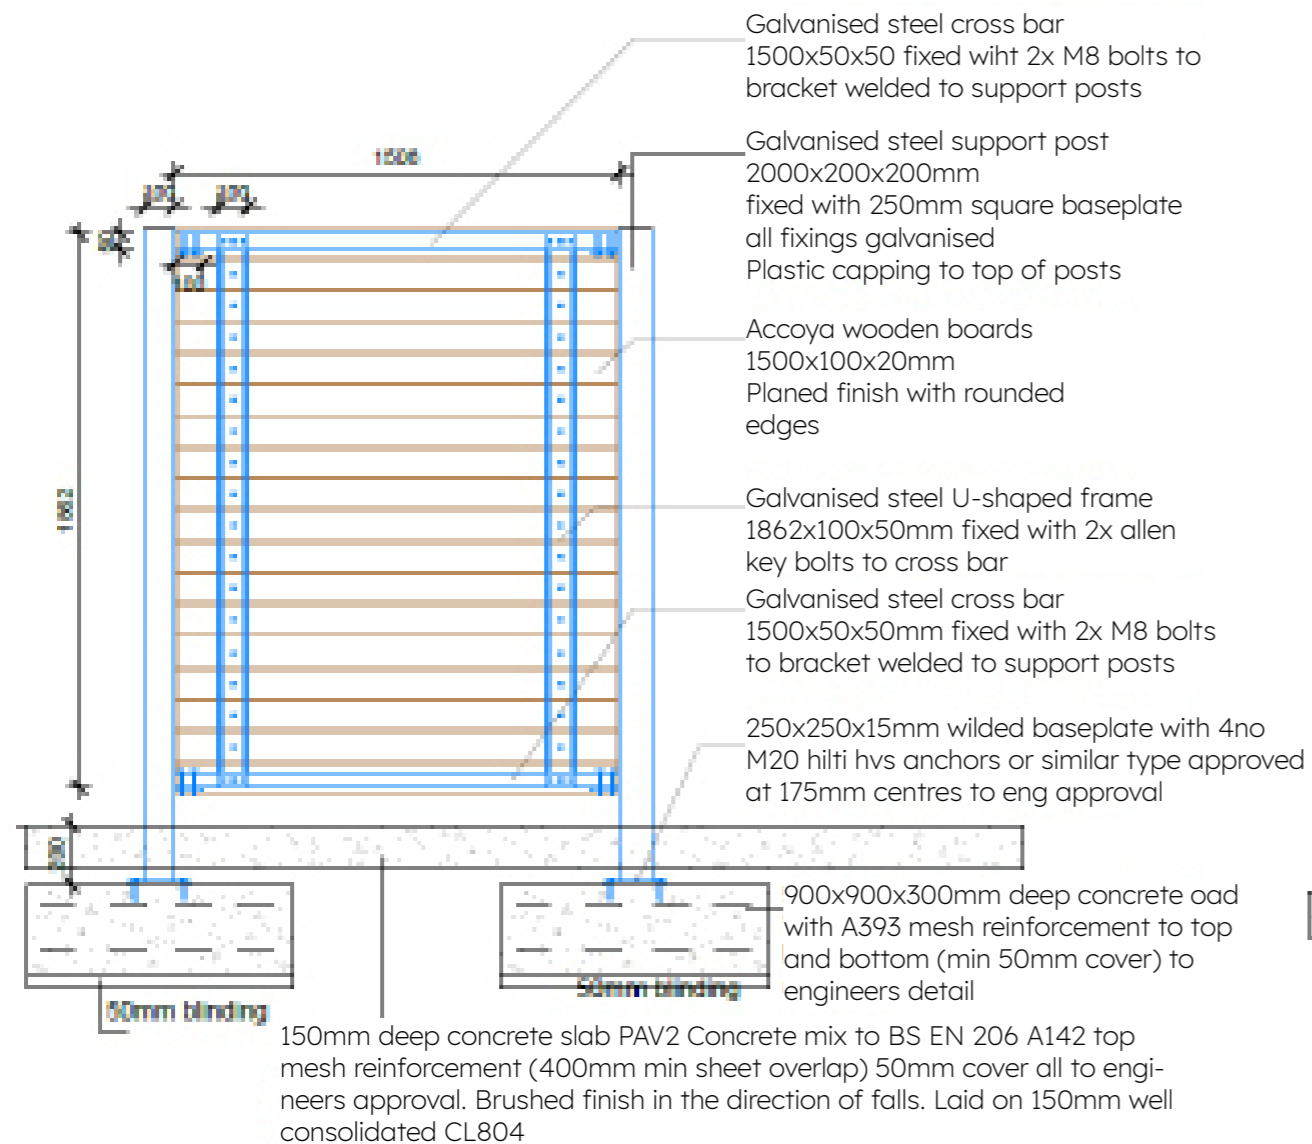 Galvanised steel cross bar
1500x50x50 fixed wiht 2x M8 bolts to
bracket welded to support posts
Galvanised steel support post
2000x200x200mm
fixed with 250mm square baseplate
all fixings galvanised
Plastic capping to top of posts
Accoya wooden boards
1500x100x20mm
Planed finish with rounded
edges
Galvanised steel U-shaped frame
1862x100x50mm fixed with 2x allen
key bolts to cross bar
Galvanised steel cross bar
1500x50x50mm fixed with 2x M8 bolts
to bracket welded to support posts
250x250x15mm wilded baseplate with 4no
M20 hilti hvs anchors or similar type approved
at 175mm centres to eng approval
900x900x300mm deep concrete oad
with A393 mesh reinforcement to top
and bottom (min 50mm cover) to
engineers detail
50mm blinding
50mm blinding
150mm deep concrete slab PAV2 Concrete mix to BS EN 206 A142 top
mesh reinforcement (400mm min sheet overlap) 50mm cover all to engi-
neers approval. Brushed finish in the direction of falls. Laid on 150mm well
consolidated CL804